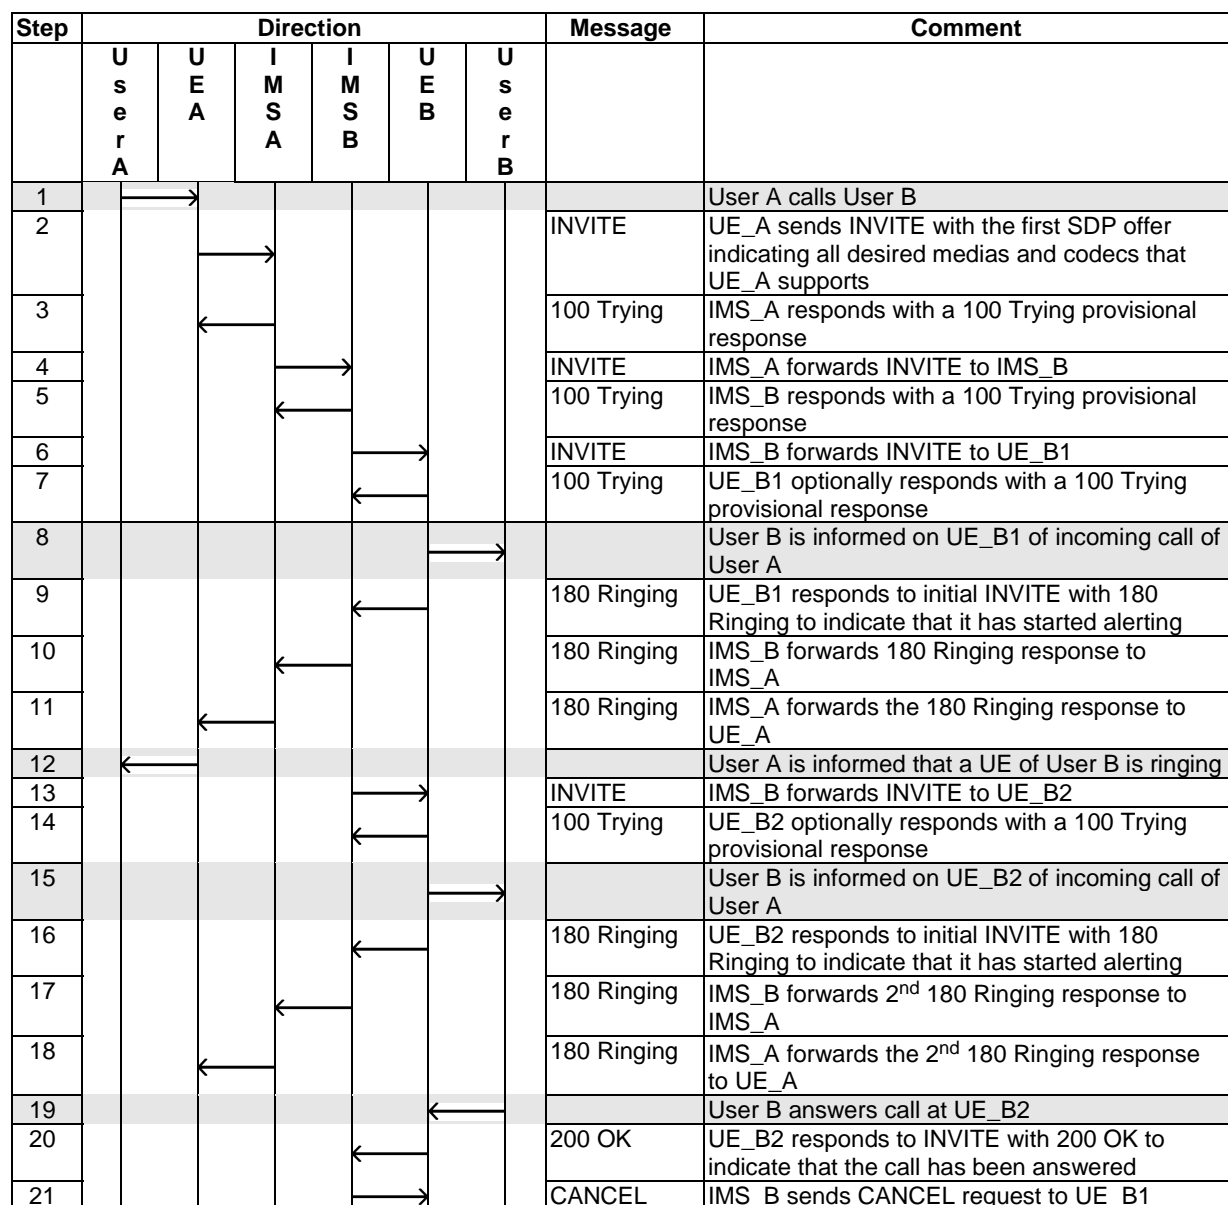 Step Direction Message Comment
User A UE A IMS A IMS B UE B User B
1 User A calls User B
2 INVITE UE_A sends INVITE with the first SDP offer
indicating all desired medias and codecs that
UE_A supports
3 100 Trying IMS_A responds with a 100 Trying provisional
response
4 INVITE IMS_A forwards INVITE to IMS_B
5 100 Trying IMS_B responds with a 100 Trying provisional
response
6 INVITE IMS_B forwards INVITE to UE_B1
7 100 Trying UE_B1 optionally responds with a 100 Trying
provisional response
8 User B is informed on UE_B1 of incoming call of
User A
9 180 Ringing UE_B1 responds to initial INVITE with 180
Ringing to indicate that it has started alerting
10 180 Ringing IMS_B forwards 180 Ringing response to
IMS_A
11 180 Ringing IMS_A forwards the 180 Ringing response to
UE_A
12 User A is informed that a UE of User B is ringing
13 INVITE IMS_B forwards INVITE to UE_B2
14 100 Trying UE_B2 optionally responds with a 100 Trying
provisional response
15 User B is informed on UE_B2 of incoming call of
User A
16 180 Ringing UE_B2 responds to initial INVITE with 180
Ringing to indicate that it has started alerting
17 180 Ringing IMS_B forwards 2nd 180 Ringing response to
IMS_A
18 180 Ringing IMS_A forwards the 2nd 180 Ringing response
to UE_A
19 User B answers call at UE_B2
20 200 OK UE_B2 responds to INVITE with 200 OK to
indicate that the call has been answered
21 CANCEL IMS_B sends CANCEL request to UE_B1